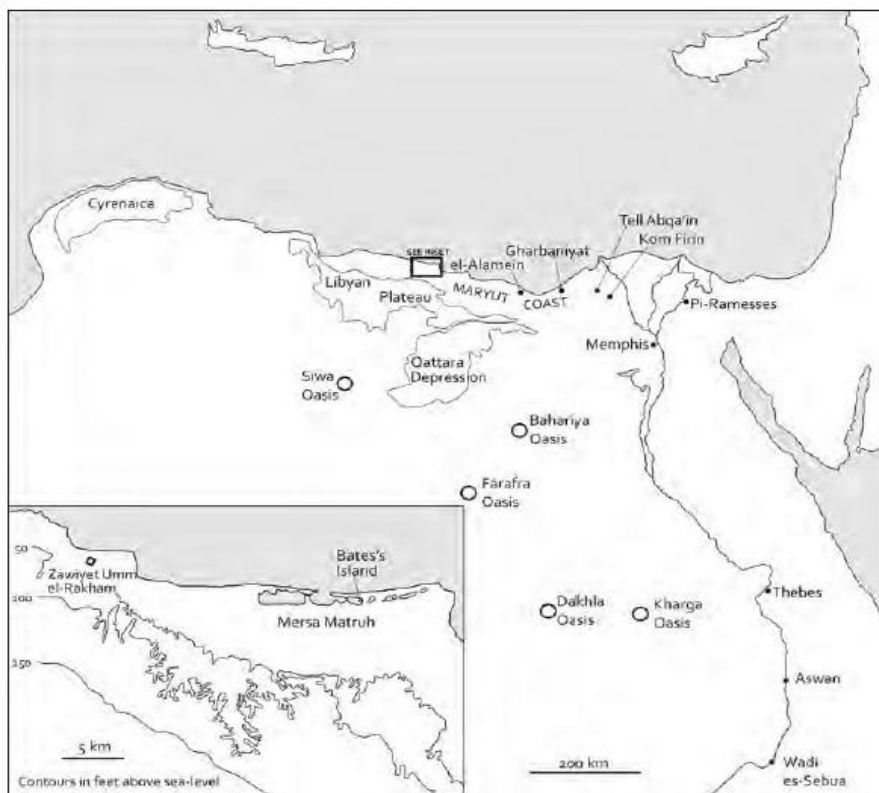 Cyrenaica
Tell Abqa'in
Kom Firin
Gharbaniyat
SEE INSET
el-Alamein
Libyan
Plateau
MARYUT
COAST
Pi-Ramesses
Memphis
Qattara
Depression
Siwa
Oasis
Bahariya
Oasis
Farafra
Oasis
Dakhla
Oasis
Kharga
Oasis
Thebes
Aswan
Wadi
es-Sebua
200 km
50
Zawiyet Umm
el-Rakham
100
Bates's
Island
Mersa Matruh
150
5 km
Contours in feet above sea-level